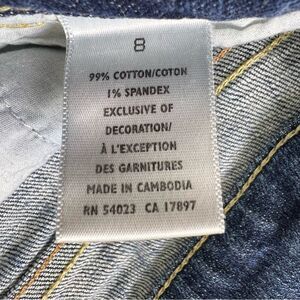 8
99% COTTON/COTON
1% SPANDEX
EXCLUSIVE OF
DECORATION/
À L'EXCEPTION
DES GARNITURES
MADE IN CAMBODIA
RN 54023 CA 17897